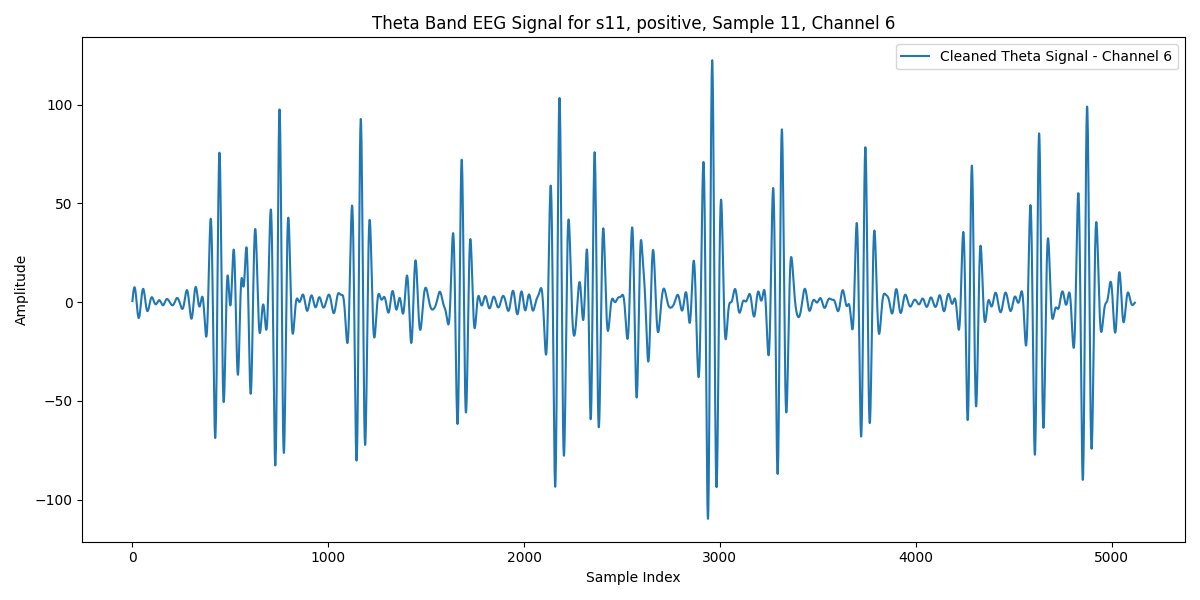 Theta Band EEG Signal for s11, positive, Sample 11, Channel 6
Cleaned Theta Signal - Channel 6
Amplitude
100
50
0
−50
−100
0 1000 2000 3000 4000 5000
Sample Index